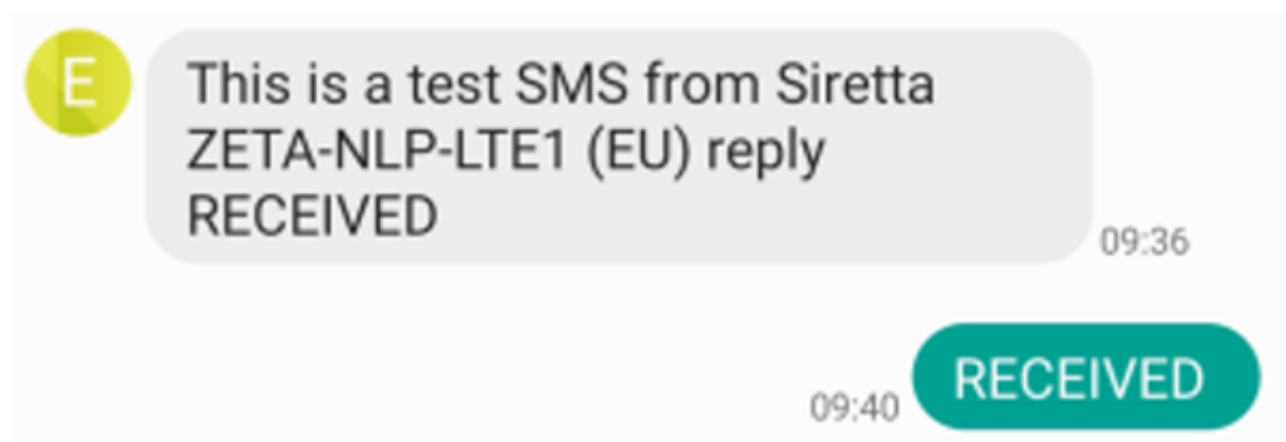 E
This is a test SMS from Siretta
ZETA-NLP-LTE1 (EU) reply
RECEIVED
09:36
RECEIVED
09:40